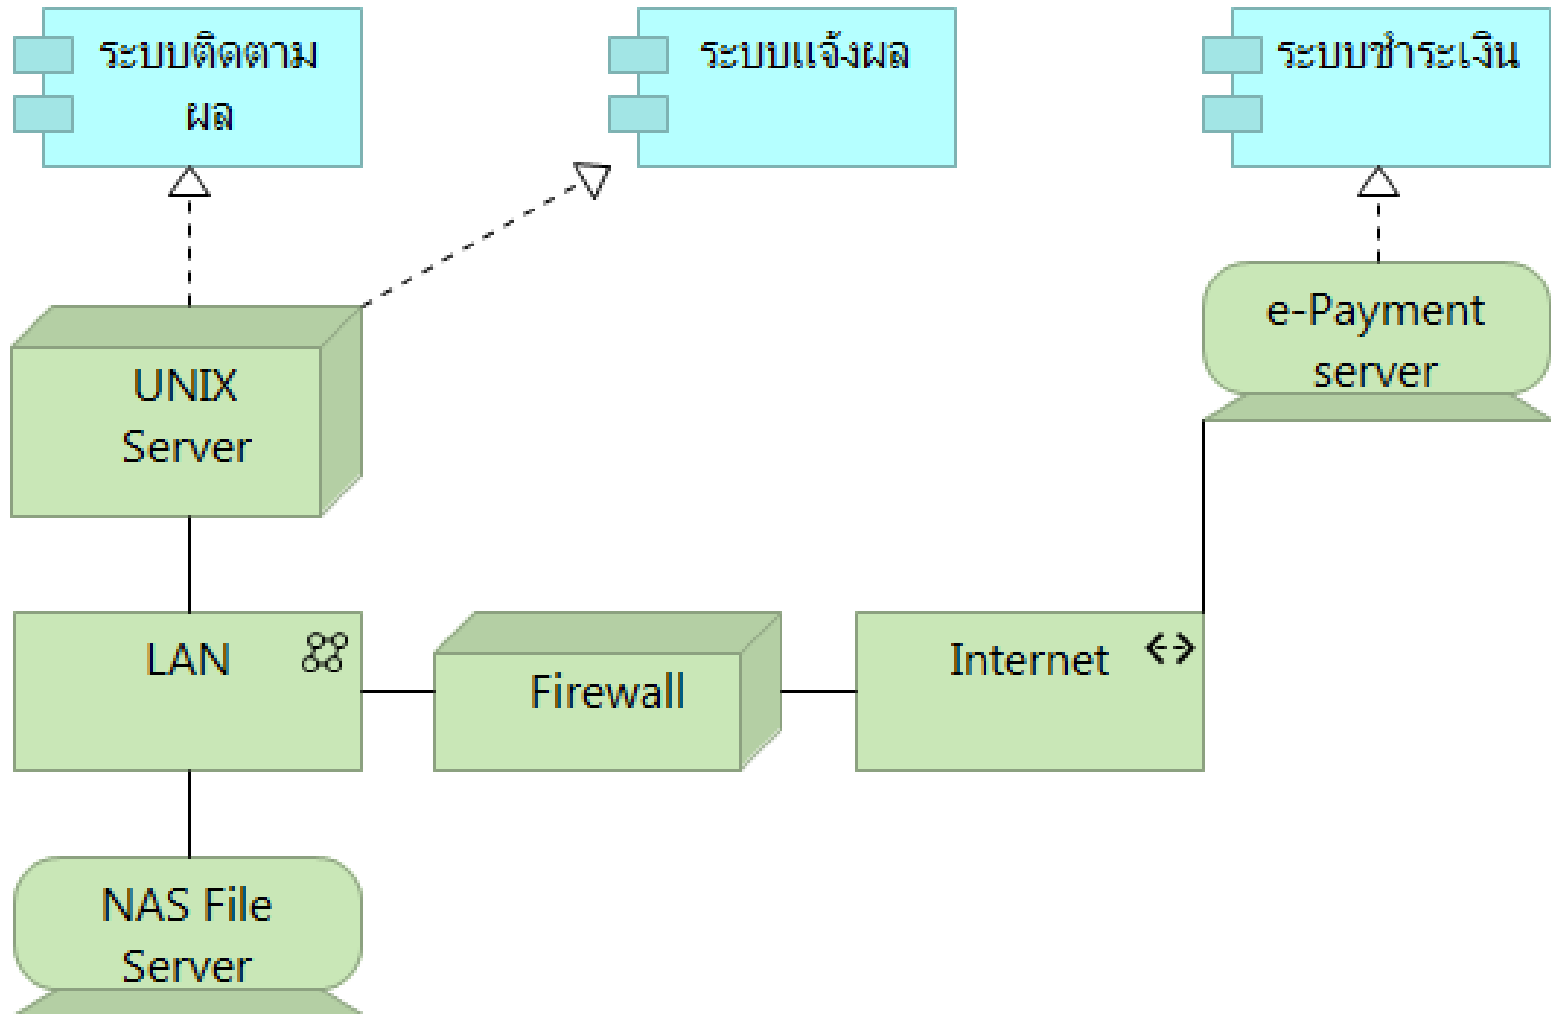 ระบบติดตาม
ผล
ระบบแจ้งผล
ระบบชำระเงิน
e-Payment
server
UNIX
Server
LAN
Firewall
Internet
NAS File
Server